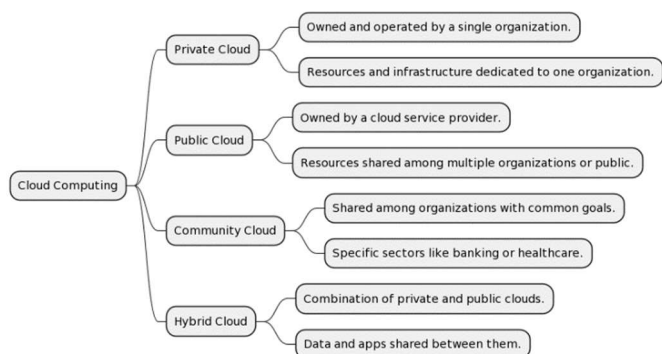 Cloud Computing
Private Cloud
Owned and operated by a single organization.
Resources and infrastructure dedicated to one organization.
Public Cloud
Owned by a cloud service provider.
Resources shared among multiple organizations or public.
Community Cloud
Shared among organizations with common goals.
Specific sectors like banking or healthcare.
Hybrid Cloud
Combination of private and public clouds.
Data and apps shared between them.